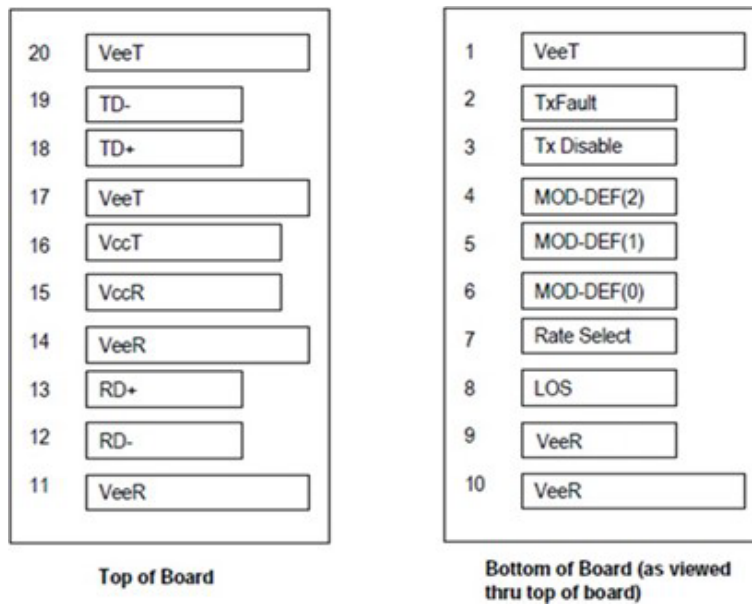 20 VeeT
19 TD-
18 TD+
17 VeeT
16 VccT
15 VccR
14 VeeR
13 RD+
12 RD-
11 VeeR
Top of Board
1 VeeT
2 TxFault
3 Tx Disable
4 MOD-DEF(2)
5 MOD-DEF(1)
6 MOD-DEF(0)
7 Rate Select
8 LOS
9 VeeR
10 VeeR
Bottom of Board (as viewed
thru top of board)